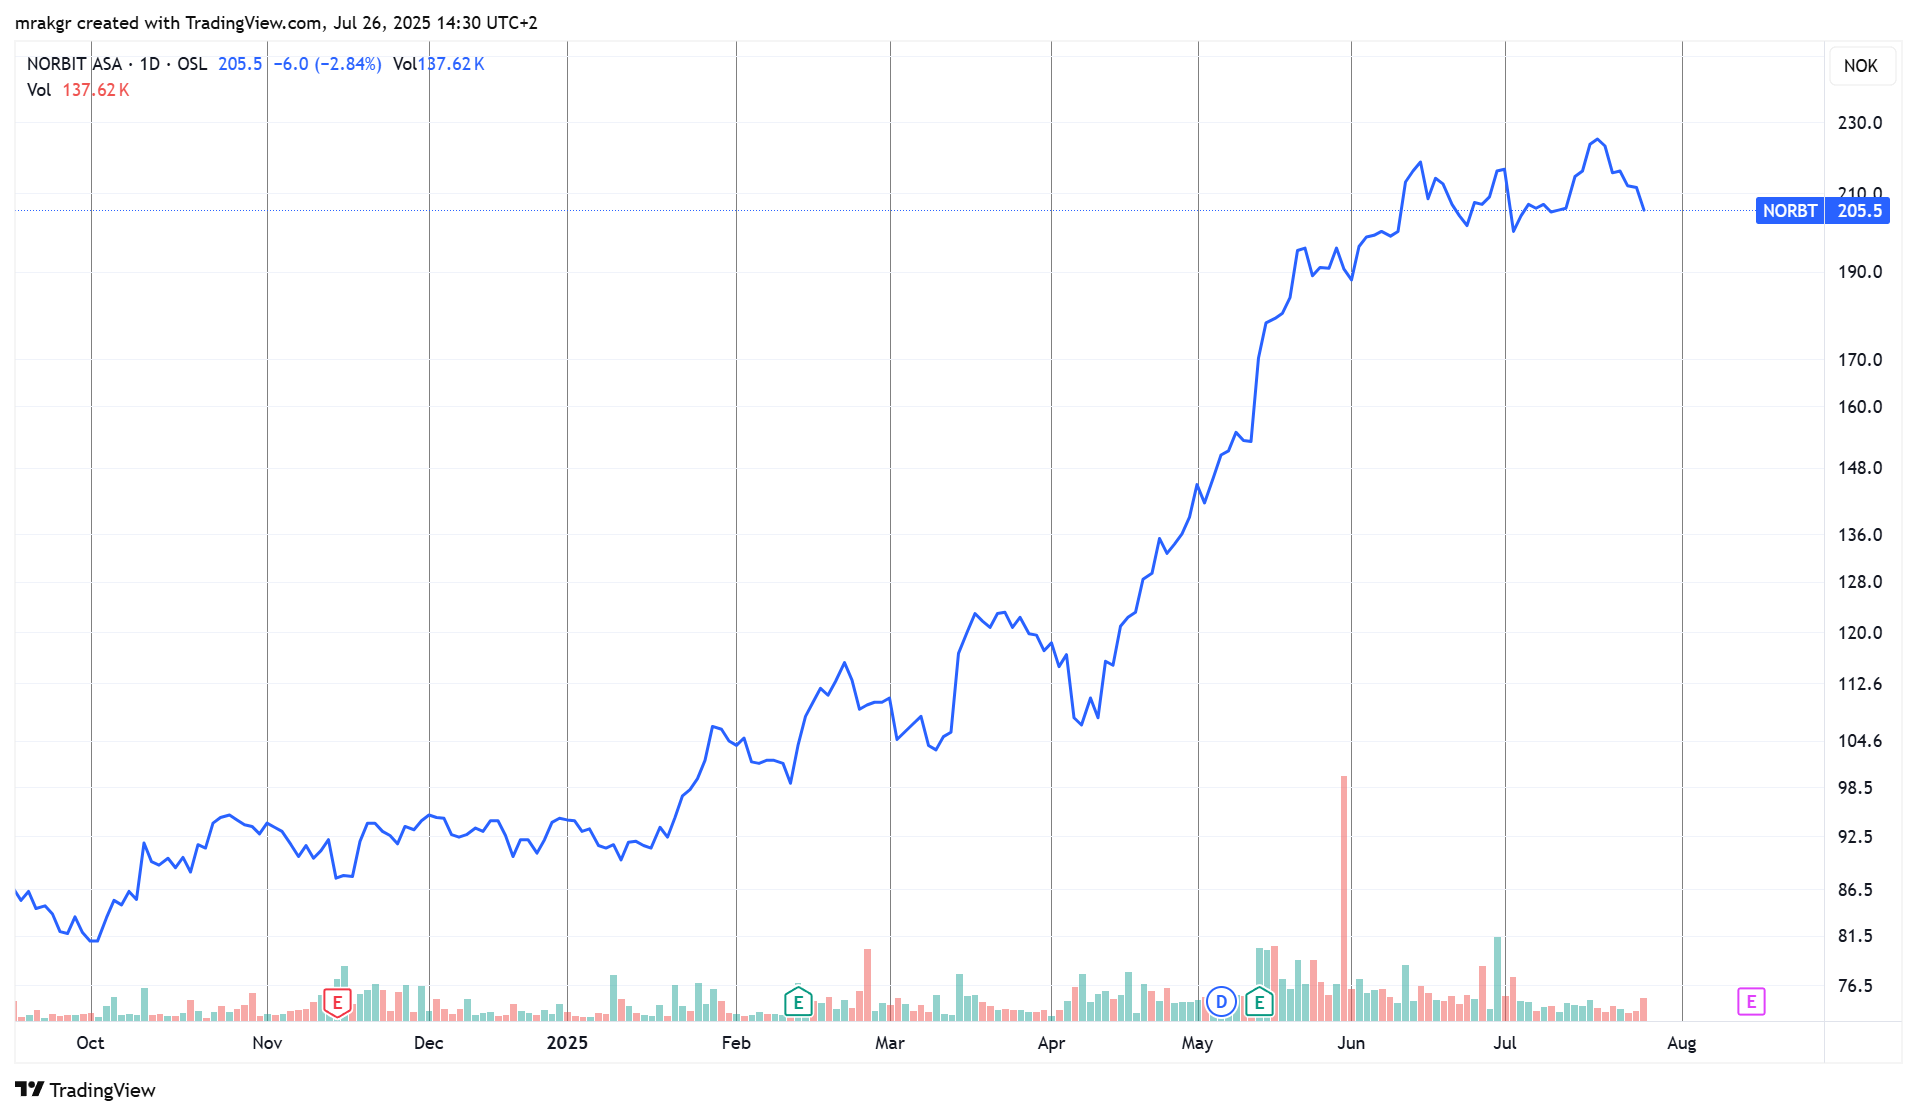 mrakgr created with TradingView.com, Jul 26, 2025 14:30 UTC+2
NORBIT ASA · 1D · OSL 205.5 −6.0 (−2.84%) Vol137.62 K
Vol 137.62 K
NOK
230.0
210.0
NORBT 205.5
190.0
170.0
160.0
148.0
136.0
128.0
120.0
112.6
104.6
98.5
92.5
86.5
81.5
76.5
E E D E E
Oct Nov Dec 2025 Feb Mar Apr May Jun Jul Aug
TradingView